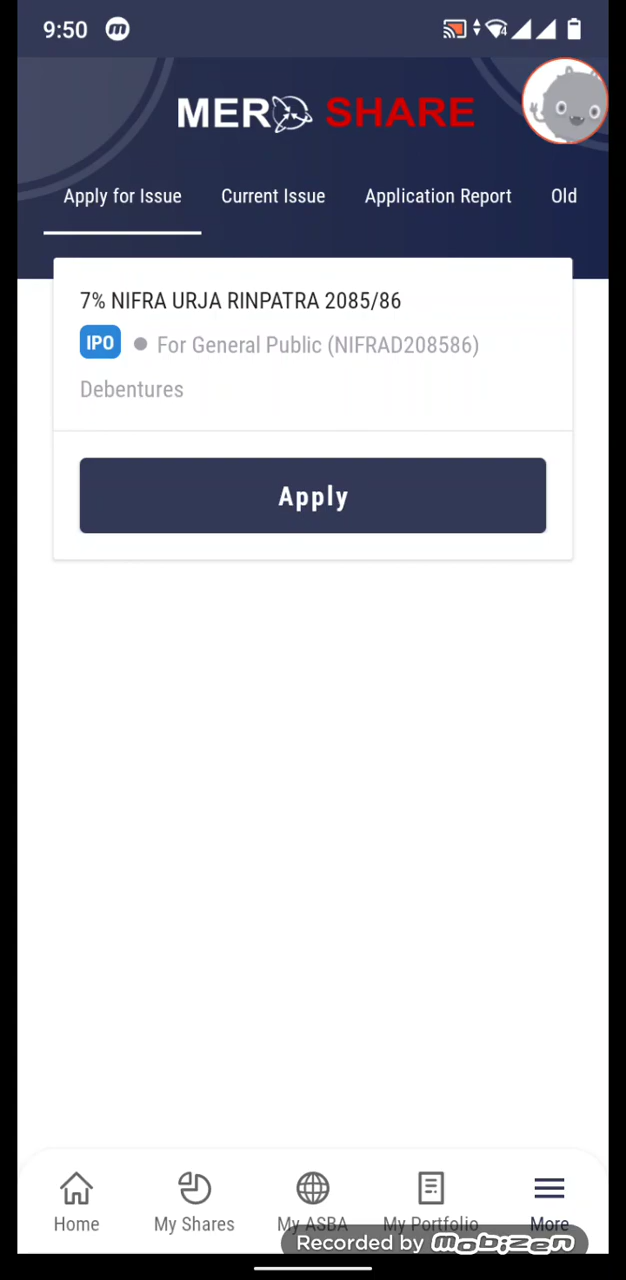 9:50 m
4
MERO SHARE
Apply for Issue Current Issue Application Report Old
7% NIFRA URJA RINPATRA 2085/86
IPO For General Public (NIFRAD208586)
Debentures
Apply
Home My Shares My ASBA My Portfolio More
Recorded by mobizen